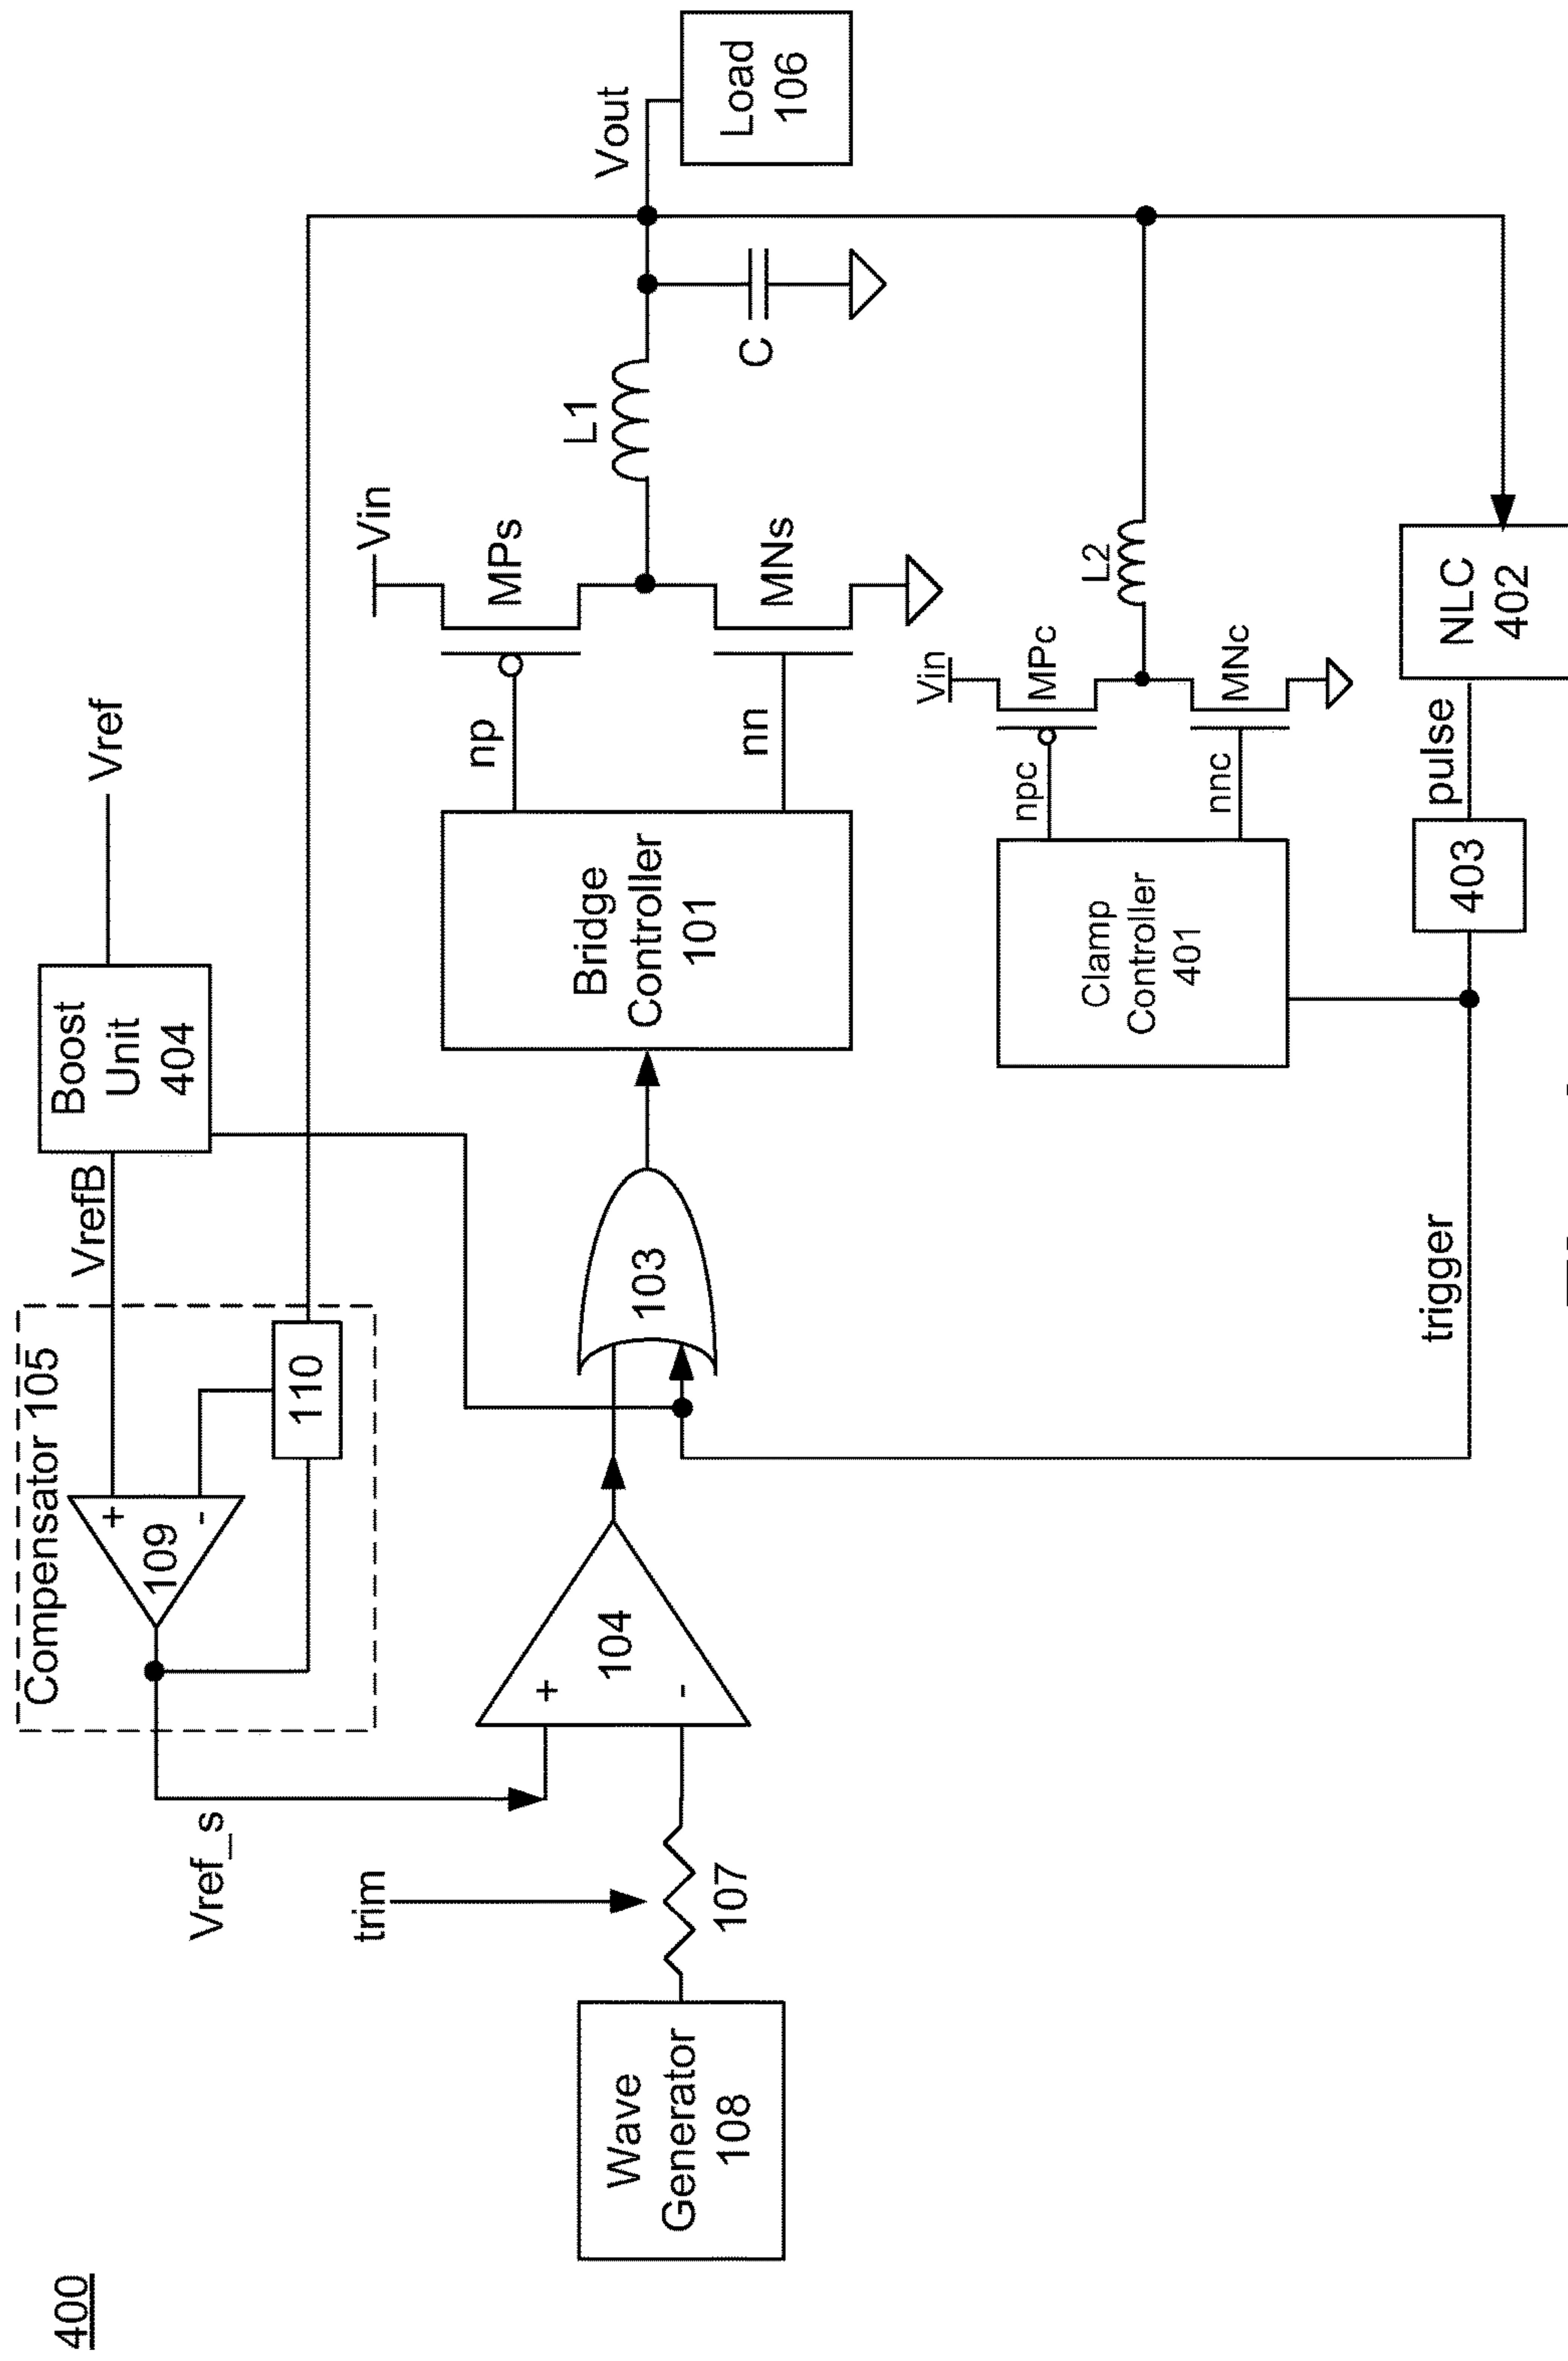 400
Vref
Boost
Unit
404
VrefB
Compensator 105
+
-
109
110
Vref_s
trim
Wave
Generator
108
107
+
-
104
103
Bridge
Controller
101
np
nn
Vin
MPs
MNs
L1
C
Vout
Load
106
Clamp
Controller
401
npc
nnc
Vin
MPc
MNc
L2
trigger
403
pulse
NLC
402